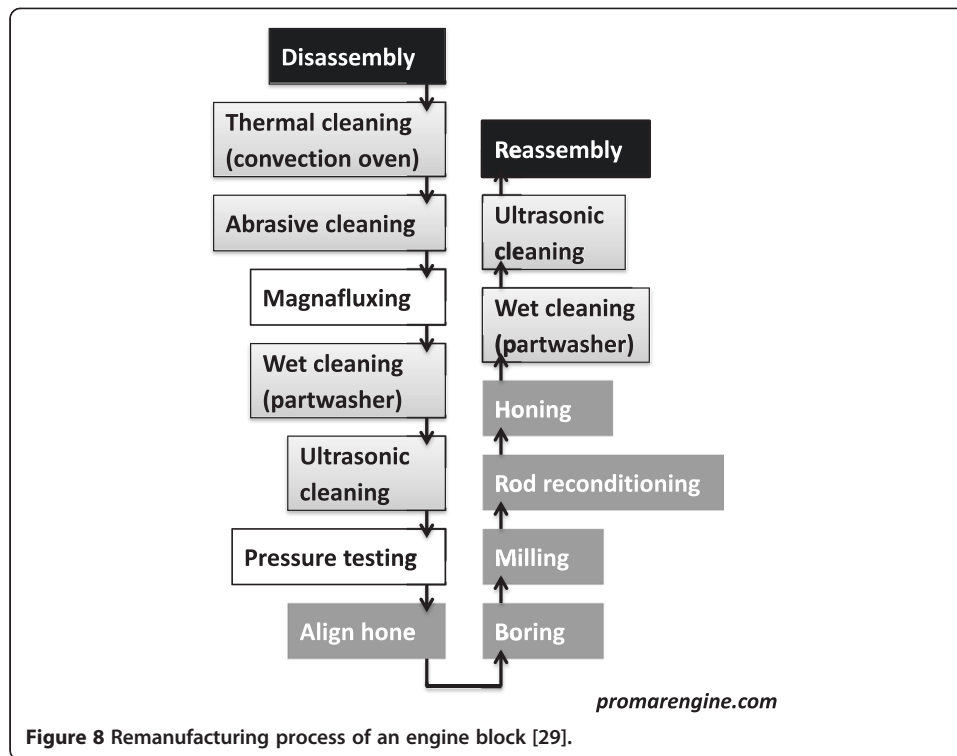 Disassembly
Thermal cleaning
(convection oven)
Abrasive cleaning
Magnafluxing
Wet cleaning
(partwasher)
Ultrasonic
cleaning
Pressure testing
Align hone
Reassembly
Ultrasonic
cleaning
Wet cleaning
(partwasher)
Honing
Rod reconditioning
Milling
Boring
promarengine.com
Figure 8 Remanufacturing process of an engine block [29].